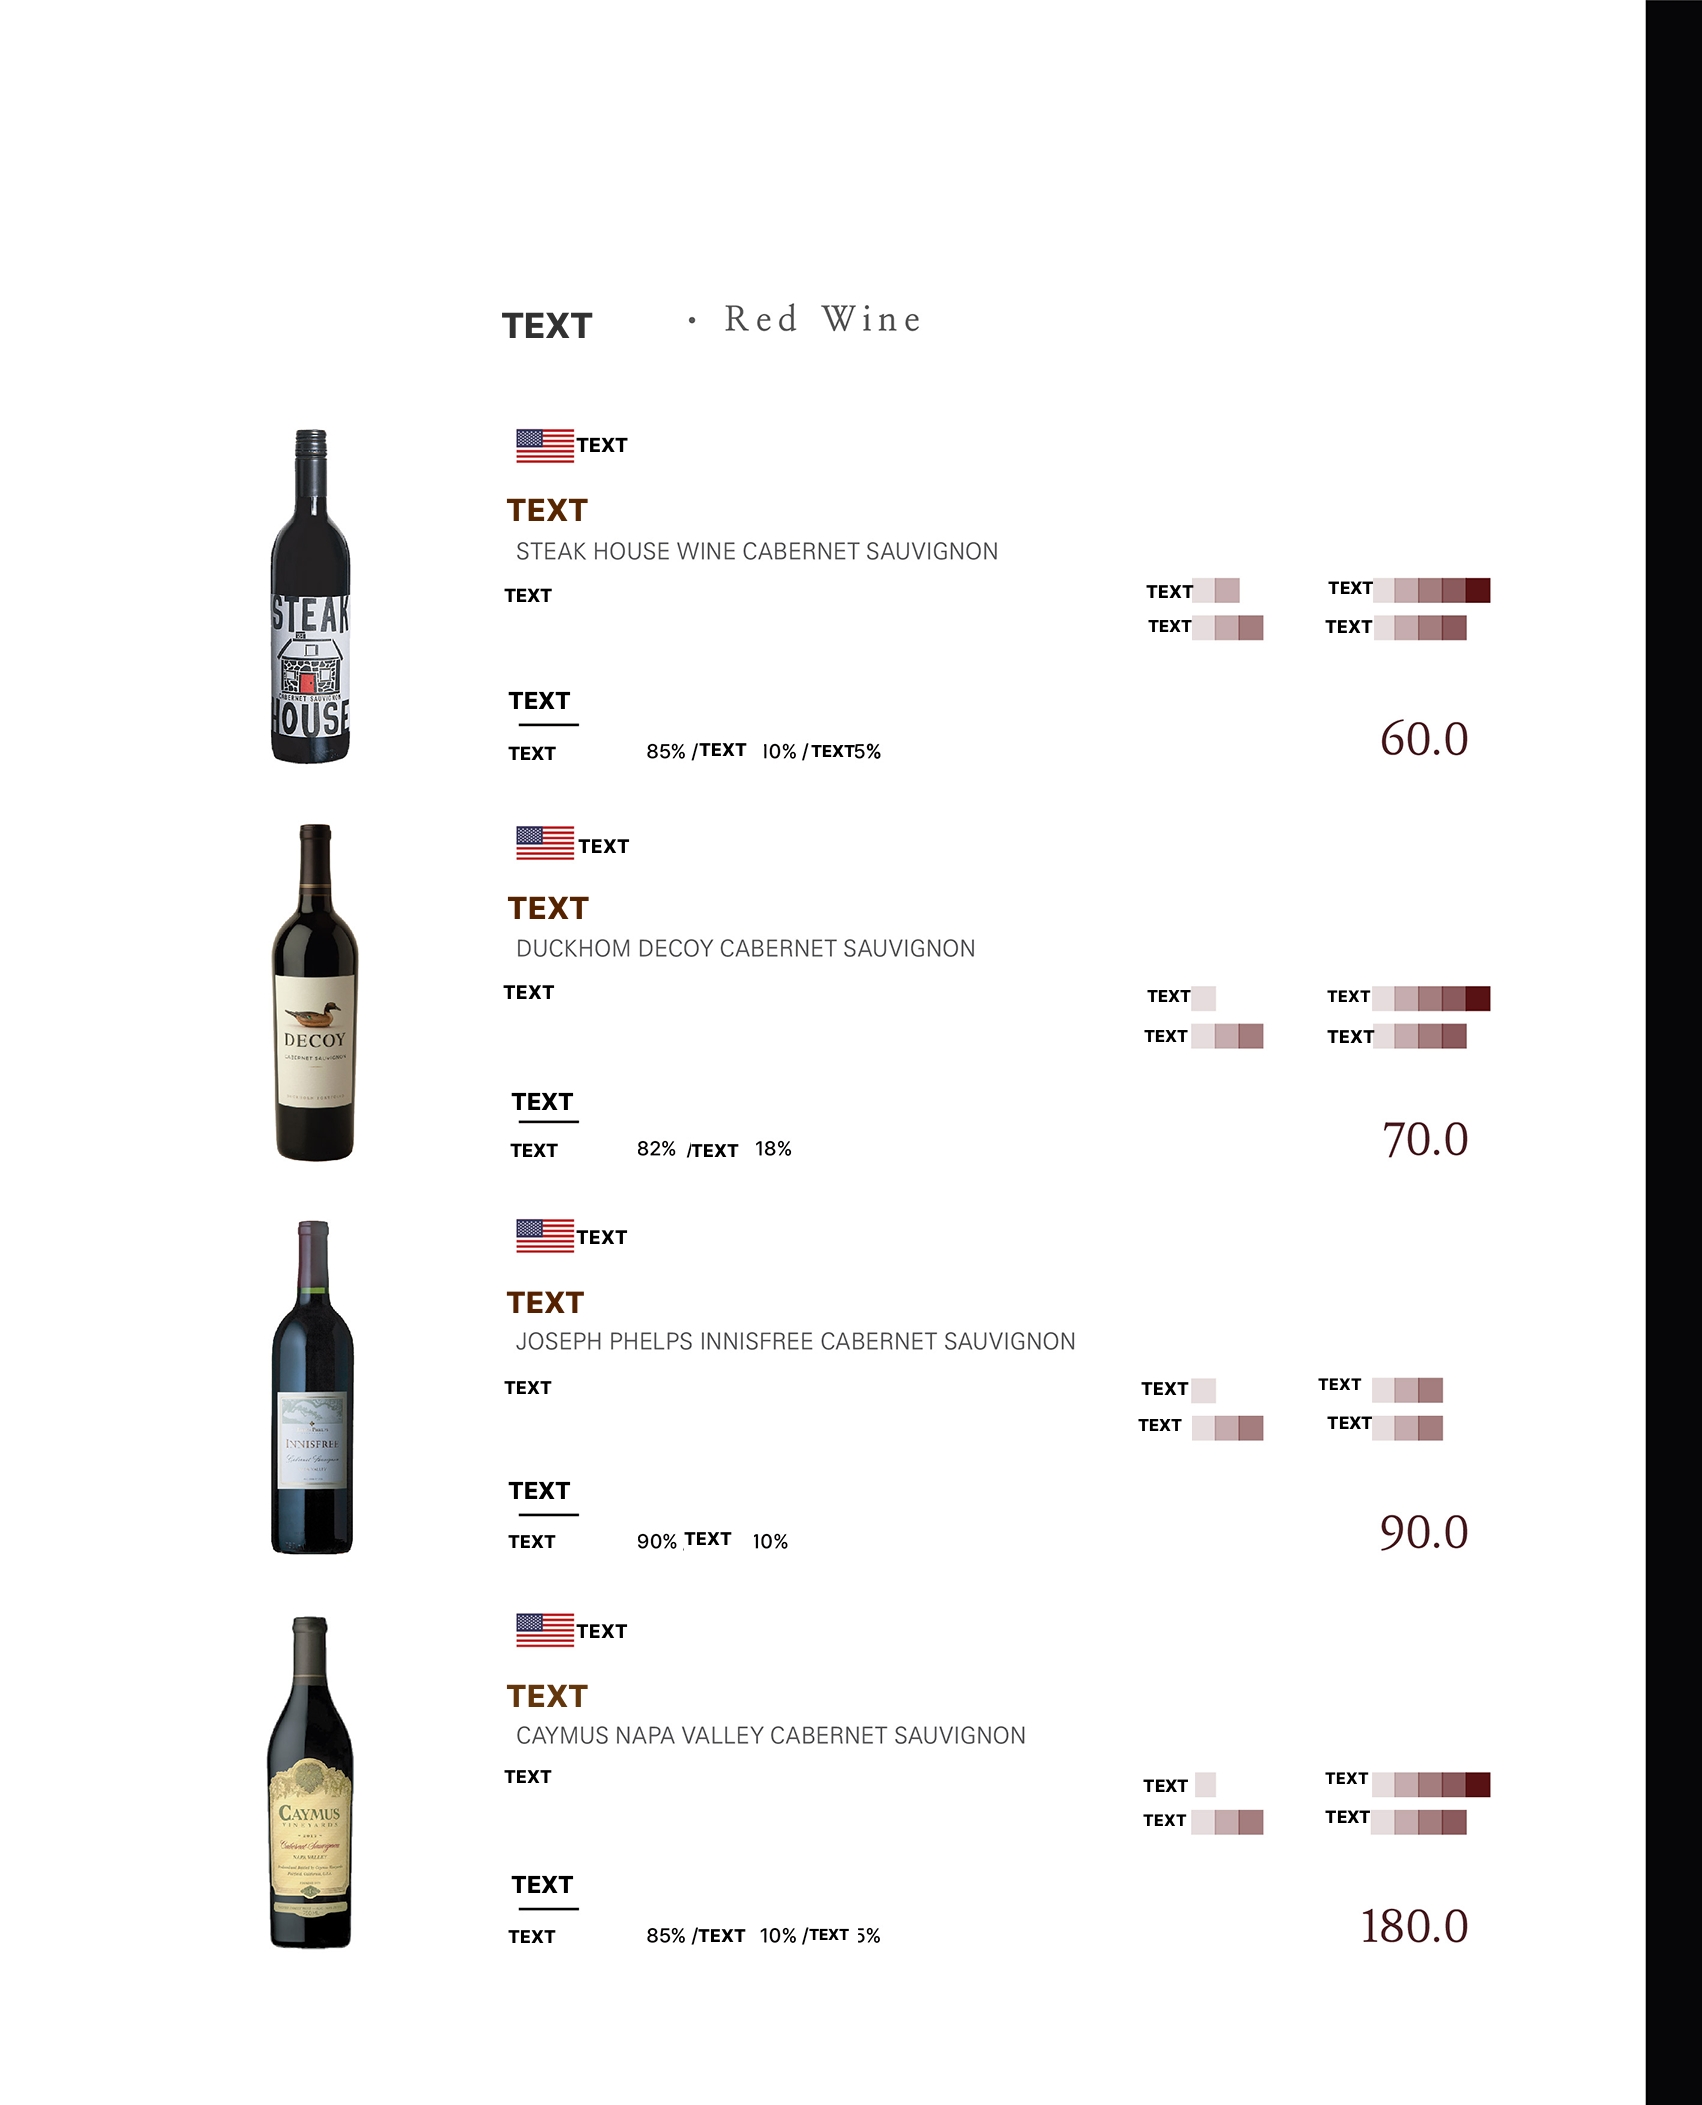 TEXT · Red Wine
TEXT
TEXT
STEAK HOUSE WINE CABERNET SAUVIGNON
TEXT
TEXT TEXT
TEXT TEXT
TEXT
TEXT 85% / TEXT 10% / TEXT 5%
60.0
STEAK
CABERNET SAUVIGNON
HOUSE
TEXT
TEXT
DUCKHOM DECOY CABERNET SAUVIGNON
TEXT
TEXT TEXT
TEXT TEXT
TEXT
TEXT 82% / TEXT 18%
70.0
DECOY
CABERNET SAUVIGNON
TEXT
TEXT
JOSEPH PHELPS INNISFREE CABERNET SAUVIGNON
TEXT
TEXT TEXT
TEXT TEXT
TEXT
TEXT 90% TEXT 10%
90.0
INNISFREE
Cabernet Sauvignon
TEXT
TEXT
CAYMUS NAPA VALLEY CABERNET SAUVIGNON
TEXT
TEXT TEXT
TEXT TEXT
TEXT
TEXT 85% / TEXT 10% / TEXT 5%
180.0
CAYMUS
VINEYARDS
Cabernet Sauvignon
NAPA VALLEY